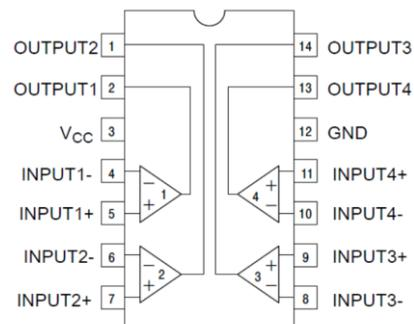 OUTPUT2 1
OUTPUT1 2
VCC 3
INPUT1- 4
INPUT1+ 5
INPUT2- 6
INPUT2+ 7
14 OUTPUT3
13 OUTPUT4
12 GND
11 INPUT4+
10 INPUT4-
9 INPUT3+
8 INPUT3-
− + 1
− + 2
+ − 4
+ − 3